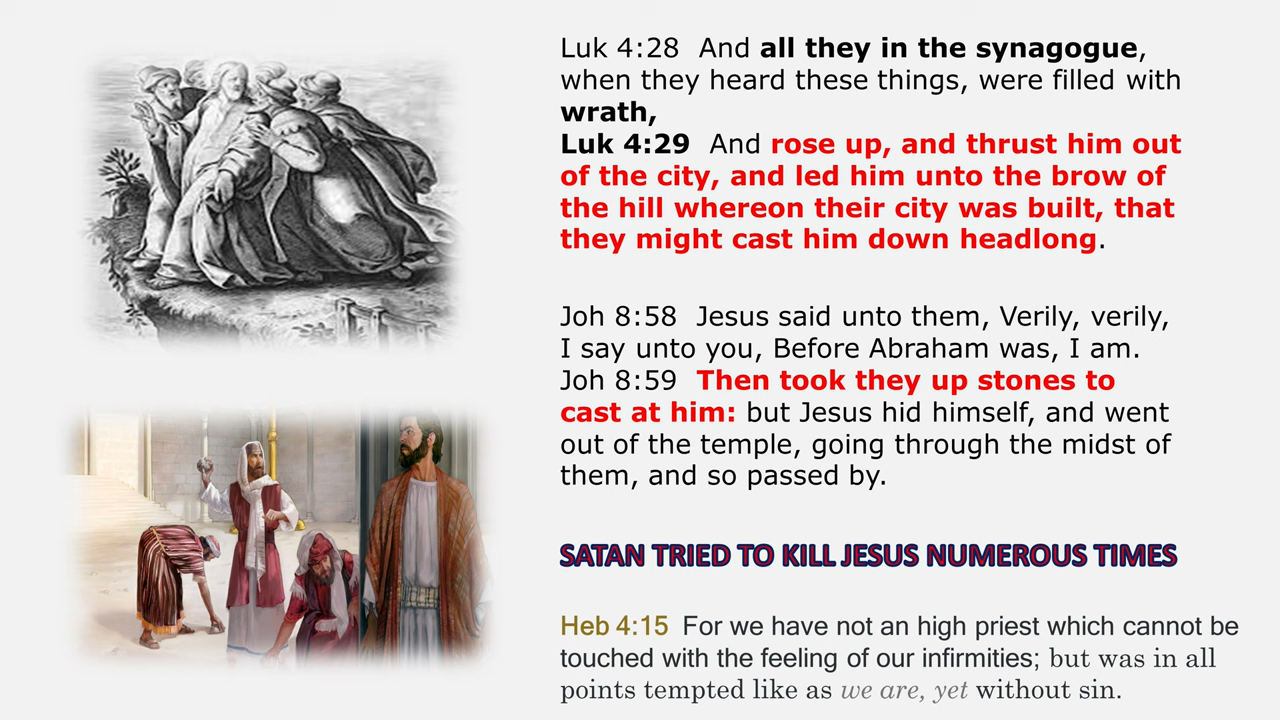 Luk 4:28  And all they in the synagogue,
when they heard these things, were filled with
wrath,
Luk 4:29  And rose up, and thrust him out
of the city, and led him unto the brow of
the hill whereon their city was built, that
they might cast him down headlong.
Joh 8:58  Jesus said unto them, Verily, verily,
I say unto you, Before Abraham was, I am.
Joh 8:59  Then took they up stones to
cast at him: but Jesus hid himself, and went
out of the temple, going through the midst of
them, and so passed by.
SATAN TRIED TO KILL JESUS NUMEROUS TIMES
Heb 4:15  For we have not an high priest which cannot be
touched with the feeling of our infirmities; but was in all
points tempted like as we are, yet without sin.